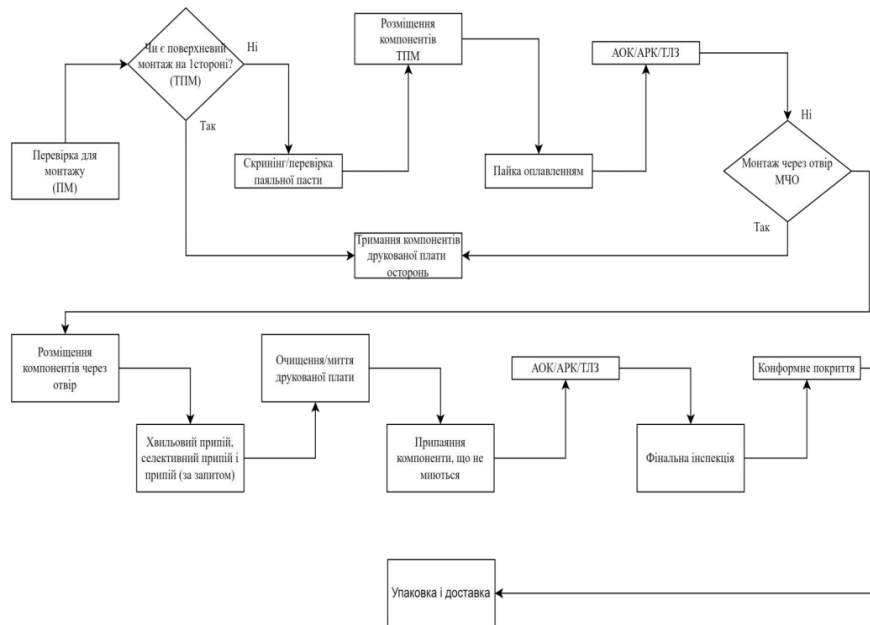 Чи є поверхневий
монтаж на 1стороні?
(ТПМ)
Ні
Так
Перевірка для
монтажу
(ПМ)
Скринінг/перевірка
паяльної пасти
Розміщення
компонентів
ТПМ
Пайка оплавленням
АОК/АРК/ТЛЗ
Ні
Монтаж через отвір
МЧО
Так
Тримання компонентів
друкованої плати
осторонь
Розміщення
компонентів через
отвір
Хвильовий припій,
селективний припій і
припій (за запитом)
Очищення/миття
друкованої плати
Припаяння
компоненти, що не
миються
АОК/АРК/ТЛЗ
Фінальна інспекція
Конформне покриття
Упаковка і доставка